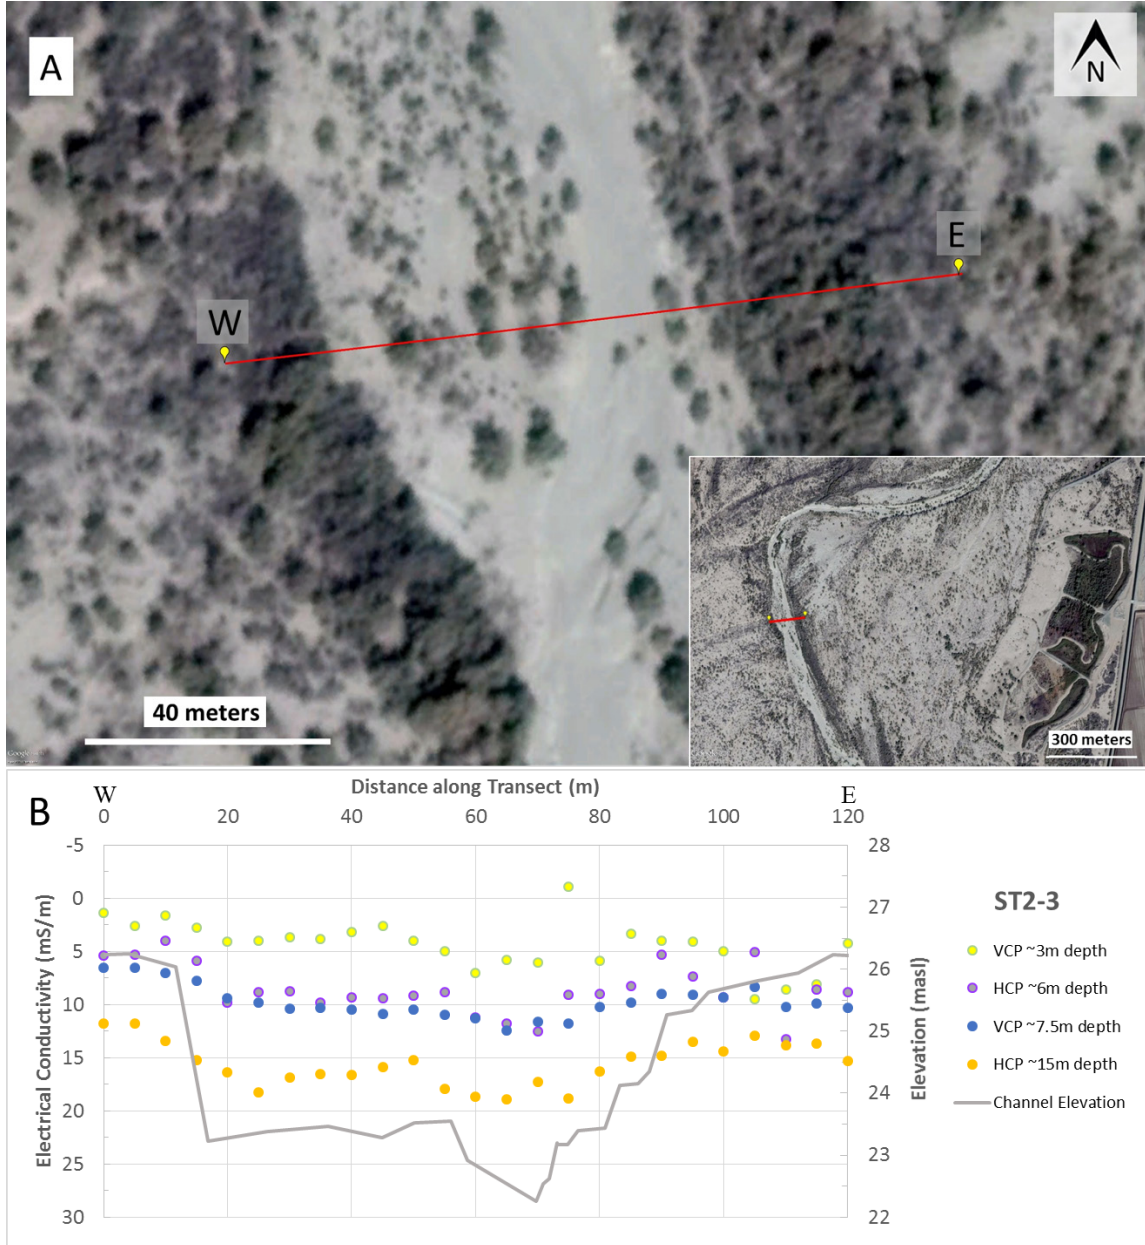 A
N
E
W
40 meters
300 meters
Google
B
W
Distance along Transect (m)
E
0 20 40 60 80 100 120
-5
0
5
10
15
20
25
30
Electrical Conductivity (mS/m)
28
27
26
25
24
23
22
Elevation (masl)
ST2-3
VCP ~3m depth
HCP ~6m depth
VCP ~7.5m depth
HCP ~15m depth
Channel Elevation